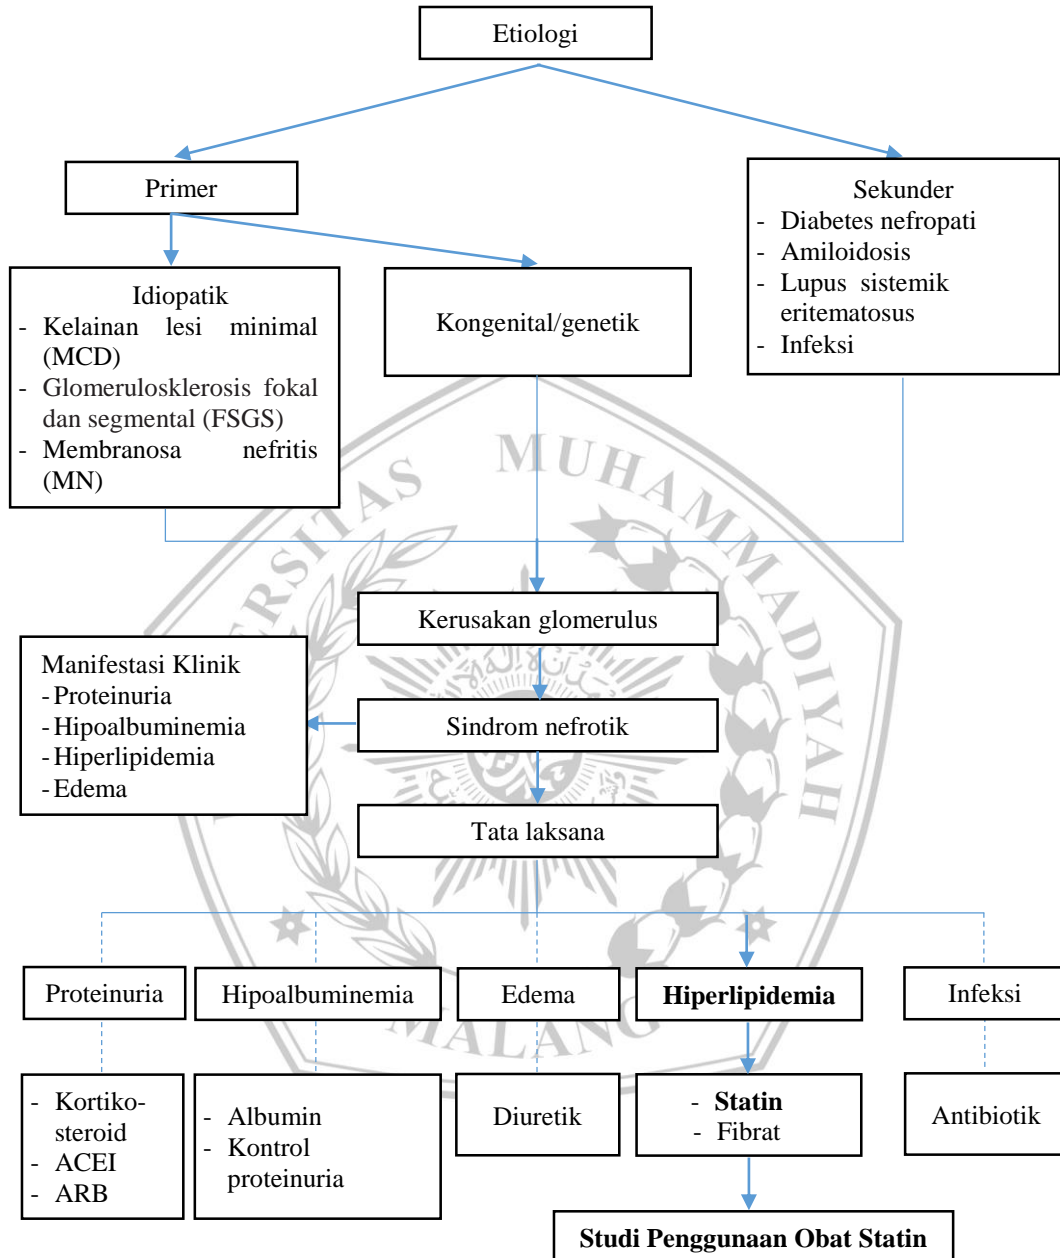 Etiologi
Primer
Sekunder
- Diabetes nefropati
- Amiloidosis
- Lupus sistemik
eritematosus
- Infeksi
Idiopatik
- Kelainan lesi minimal
(MCD)
- Glomerulosklerosis fokal
dan segmental (FSGS)
- Membranosa nefritis
(MN)
Kongenital/genetik
Kerusakan glomerulus
Manifestasi Klinik
- Proteinuria
- Hipoalbuminemia
- Hiperlipidemia
- Edema
Sindrom nefrotik
Tata laksana
Proteinuria
Hipoalbuminemia
Edema
Hiperlipidemia
Infeksi
- Kortiko-
steroid
- ACEI
- ARB
- Albumin
- Kontrol
proteinuria
Diuretik
- Statin
- Fibrat
Antibiotik
Studi Penggunaan Obat Statin
MUHAMMADIYAH
MALANG